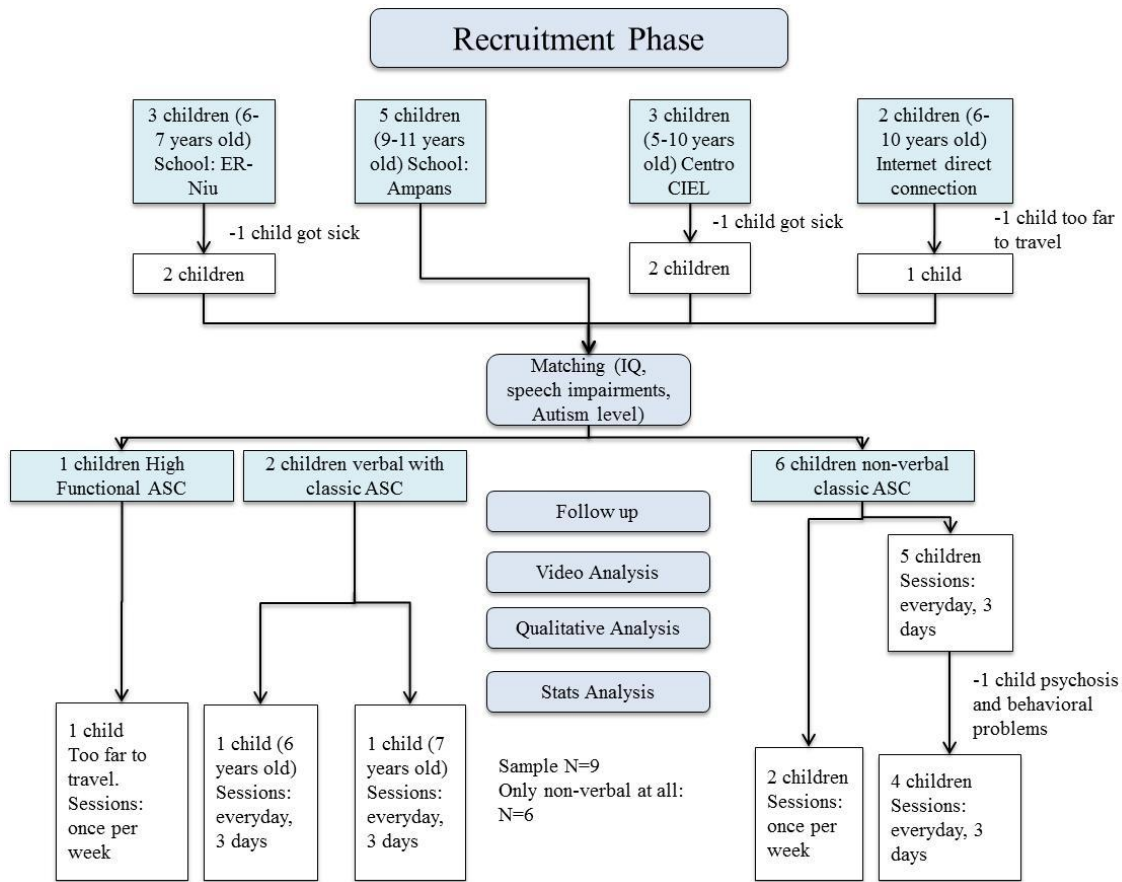 Recruitment Phase
3 children (6-
7 years old)
School: ER-
Niu
5 children
(9-11 years
old) School:
Ampans
3 children
(5-10 years
old) Centro
CIEL
2 children (6-
10 years old)
Internet direct
connection
-1 child got sick
-1 child got sick
-1 child too far
to travel
2 children
2 children
1 child
Matching (IQ,
speech impairments,
Autism level)
1 children High
Functional ASC
2 children verbal with
classic ASC
6 children non-verbal
classic ASC
Follow up
Video Analysis
Qualitative Analysis
Stats Analysis
5 children
Sessions:
everyday, 3
days
-1 child psychosis
and behavioral
problems
1 child
Too far to
travel.
Sessions:
once per
week
1 child (6
years old)
Sessions:
everyday,
3 days
1 child (7
years old)
Sessions:
everyday,
3 days
Sample N=9
Only non-verbal at all:
N=6
2 children
Sessions:
once per
week
4 children
Sessions:
everyday, 3
days